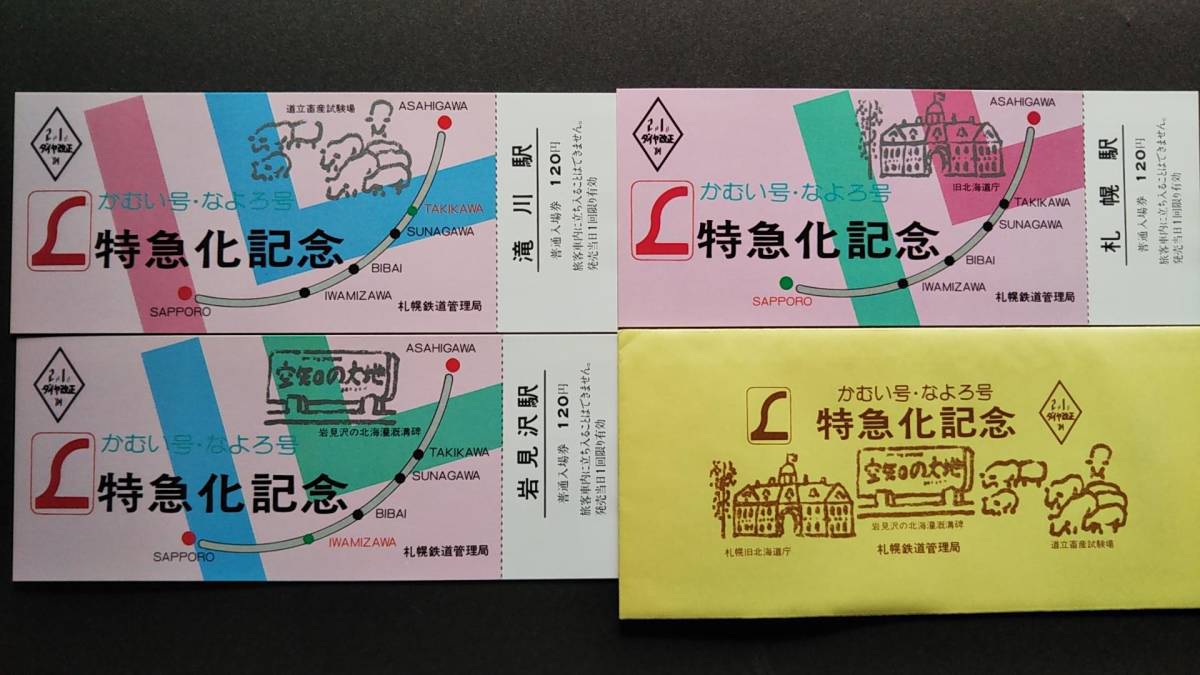 2.1.
ダイヤ改正
道立畜産試験場
ASAHIGAWA
かむい号・なよろ号
特急化記念
TAKIKAWA
SUNAGAWA
BIBAI
IWAMIZAWA
SAPPORO
札幌鉄道管理局
滝川駅
普通入場券 120円
旅客車内に立ち入ることはできません。
発売当日1回限り有効
2.1.
ダイヤ改正
ASAHIGAWA
旧北海道庁
かむい号・なよろ号
特急化記念
TAKIKAWA
SUNAGAWA
BIBAI
IWAMIZAWA
SAPPORO
札幌鉄道管理局
札幌駅
普通入場券 120円
旅客車内に立ち入ることはできません。
発売当日1回限り有効
2.1.
ダイヤ改正
ASAHIGAWA
空知の大地
岩見沢の北海灌漑溝碑
かむい号・なよろ号
特急化記念
TAKIKAWA
SUNAGAWA
BIBAI
IWAMIZAWA
SAPPORO
札幌鉄道管理局
岩見沢駅
普通入場券 120円
旅客車内に立ち入ることはできません。
発売当日1回限り有効
かむい号・なよろ号
特急化記念
2.1.
ダイヤ改正
空知の大地
岩見沢の北海灌漑溝碑
札幌旧北海道庁
札幌鉄道管理局
道立畜産試験場